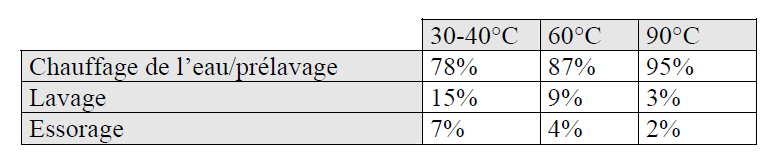 30-40°C 60°C 90°C
Chauffage de l’eau/prélavage 78% 87% 95%
Lavage 15% 9% 3%
Essorage 7% 4% 2%